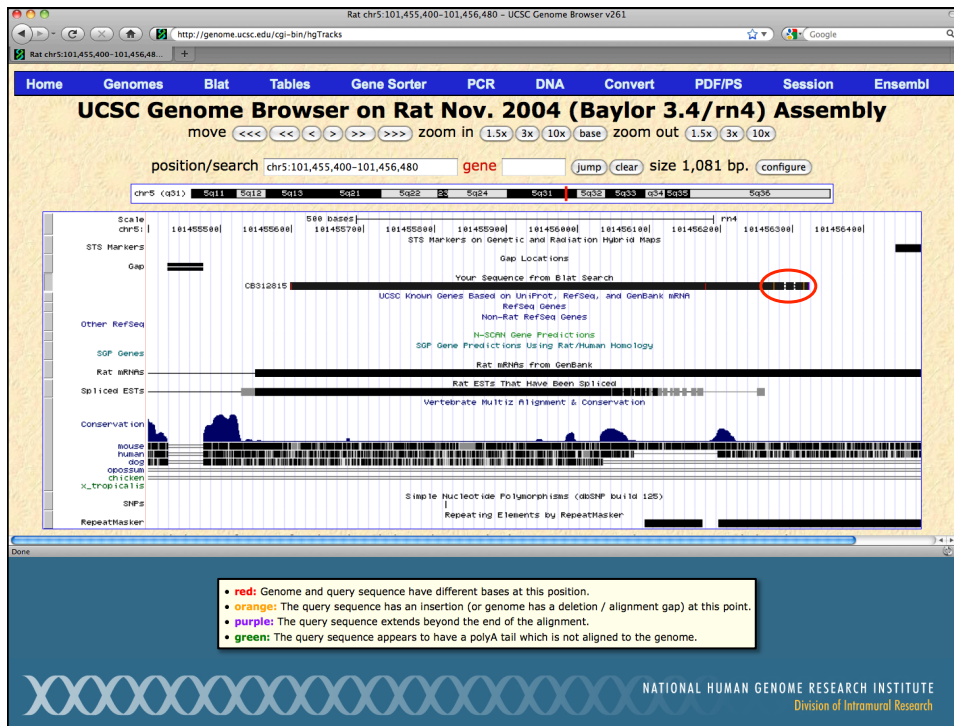 Rat chr5:101,455,400-101,456,480 – UCSC Genome Browser v261
http://genome.ucsc.edu/cgi-bin/hgTracks
Google
Rat chr5:101,455,400-101,456,48...
Home Genomes Blat Tables Gene Sorter PCR DNA Convert PDF/PS Session Ensembl
UCSC Genome Browser on Rat Nov. 2004 (Baylor 3.4/rn4) Assembly
move <<< << < > >> >>> zoom in 1.5x 3x 10x base zoom out 1.5x 3x 10x
position/search chr5:101,455,400-101,456,480 gene jump clear size 1,081 bp. configure
chr5 (q31) 5q11 5q12 5q13 5q21 5q22 23 5q24 5q31 5q32 5q33 q34 5q35 5q36
Scale 500 bases rn4
chr5: 101455500| 101455600| 101455700| 101455800| 101455900| 101456000| 101456100| 101456200| 101456300| 101456400|
STS Markers on Genetic and Radiation Hybrid Maps
STS Markers
Gap Locations
Gap
Your Sequence from Blat Search
CB312815
UCSC Known Genes Based on UniProt, RefSeq, and GenBank mRNA
RefSeq Genes
Non-Rat RefSeq Genes
Other RefSeq
N-SCAN Gene Predictions
SGP Gene Predictions Using Rat/Human Homology
SGP Genes
Rat mRNAs from GenBank
Rat mRNAs
Rat ESTs That Have Been Spliced
Spliced ESTs
Vertebrate Multiz Alignment & Conservation
Conservation
mouse
human
dog
opossum
chicken
x_tropicalis
Simple Nucleotide Polymorphisms (dbSNP build 125)
SNPs
Repeating Elements by RepeatMasker
RepeatMasker
Done
• red: Genome and query sequence have different bases at this position.
• orange: The query sequence has an insertion (or genome has a deletion / alignment gap) at this point.
• purple: The query sequence extends beyond the end of the alignment.
• green: The query sequence appears to have a polyA tail which is not aligned to the genome.
NATIONAL HUMAN GENOME RESEARCH INSTITUTE
Division of Intramural Research